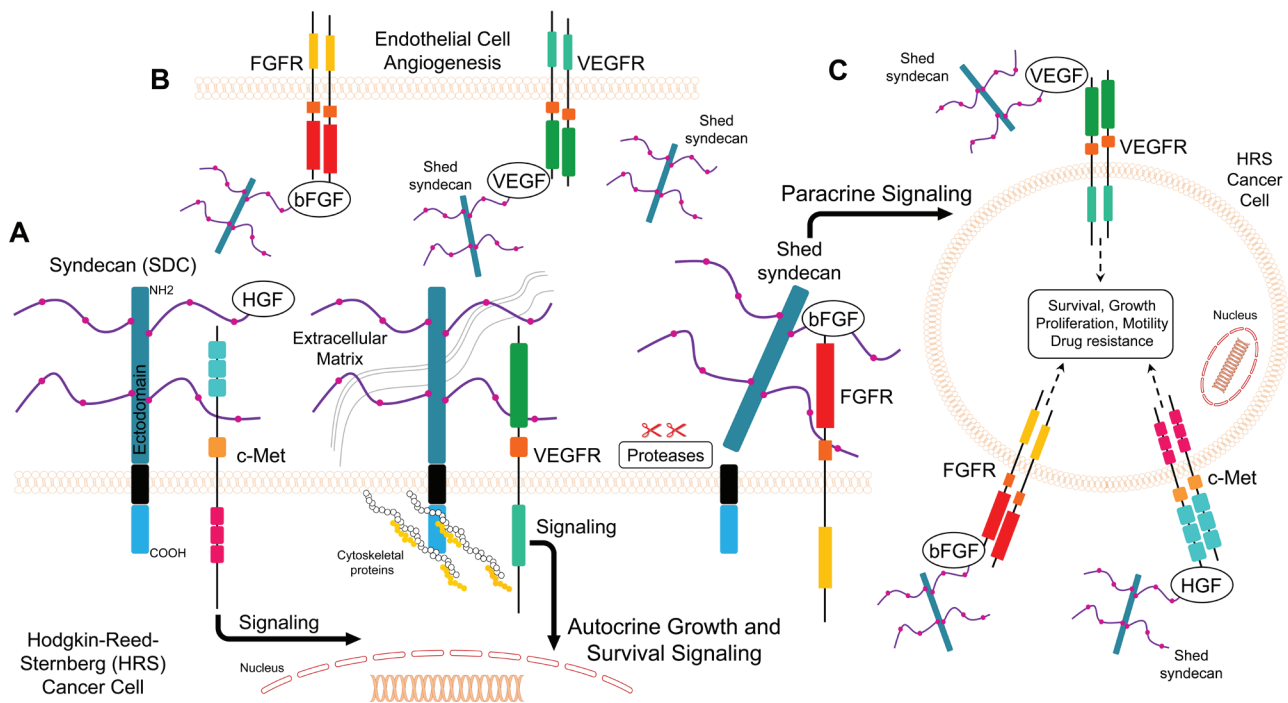 B
FGFR
Endothelial Cell
Angiogenesis
VEGFR
Shed
syndecan
Shed
syndecan
VEGF
bFGF
A
Syndecan (SDC)
NH2
HGF
Ectodomain
c-Met
COOH
Extracellular
Matrix
VEGFR
Cytoskeletal
proteins
Signaling
Proteases
Shed
syndecan
bFGF
FGFR
Signaling
Hodgkin-Reed-
Sternberg (HRS)
Cancer Cell
Nucleus
Autocrine Growth and
Survival Signaling
Paracrine Signaling
C
Shed
syndecan
VEGF
VEGFR
HRS
Cancer
Cell
Survival, Growth
Proliferation, Motility
Drug resistance
Nucleus
FGFR
bFGF
c-Met
HGF
Shed
syndecan